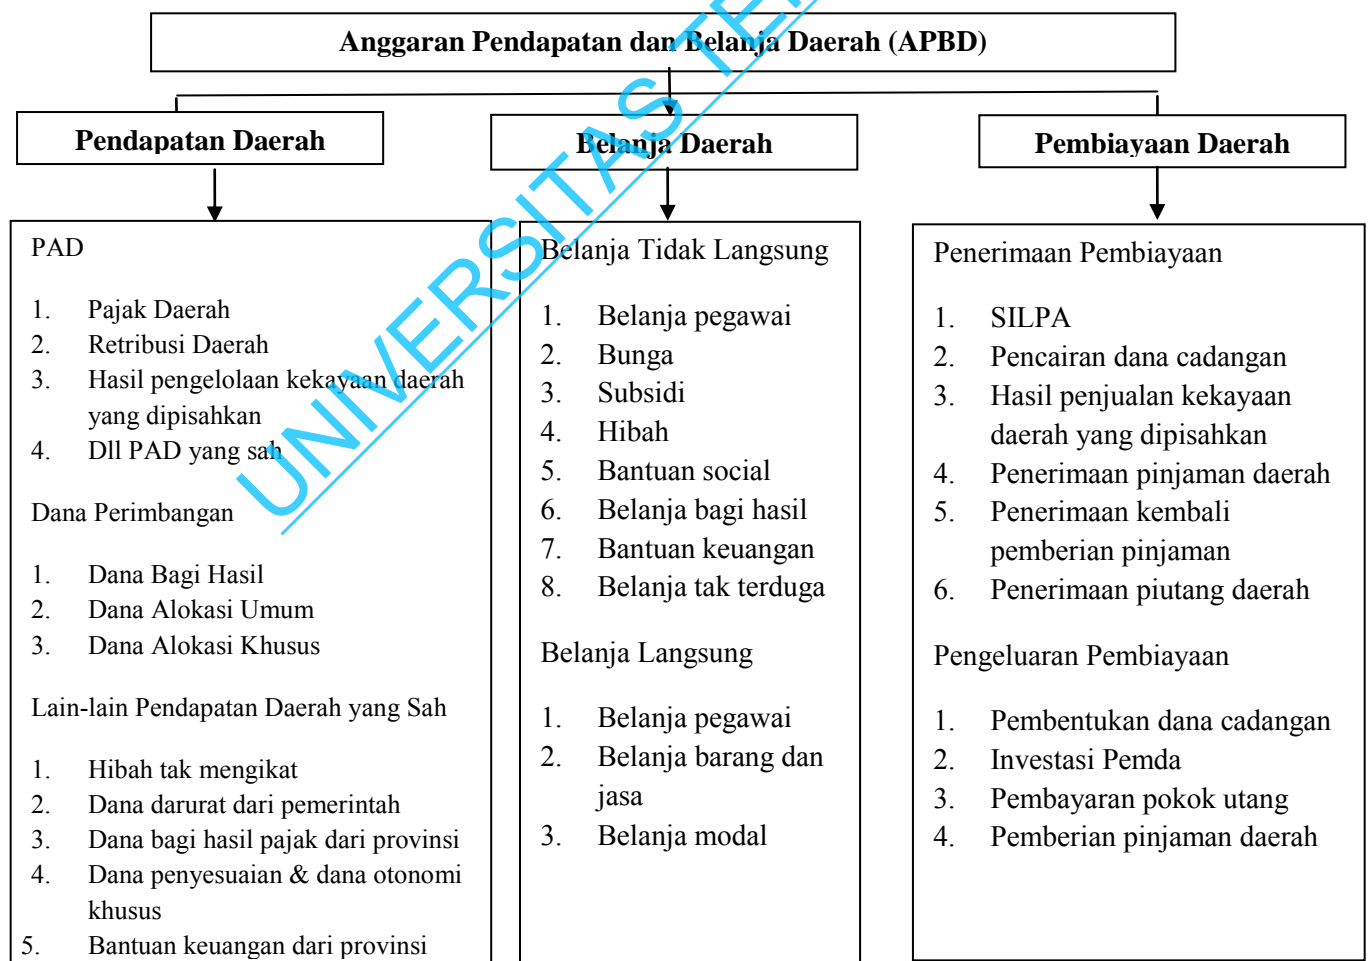 Anggaran Pendapatan dan Belanja Daerah (APBD)
Pendapatan Daerah
Belanja Daerah
Pembiayaan Daerah
PAD
1. Pajak Daerah
2. Retribusi Daerah
3. Hasil pengelolaan kekayaan daerah
yang dipisahkan
4. Dll PAD yang sah
Dana Perimbangan
1. Dana Bagi Hasil
2. Dana Alokasi Umum
3. Dana Alokasi Khusus
Lain-lain Pendapatan Daerah yang Sah
1. Hibah tak mengikat
2. Dana darurat dari pemerintah
3. Dana bagi hasil pajak dari provinsi
4. Dana penyesuaian & dana otonomi
khusus
5. Bantuan keuangan dari provinsi
Belanja Tidak Langsung
1. Belanja pegawai
2. Bunga
3. Subsidi
4. Hibah
5. Bantuan social
6. Belanja bagi hasil
7. Bantuan keuangan
8. Belanja tak terduga
Belanja Langsung
1. Belanja pegawai
2. Belanja barang dan
jasa
3. Belanja modal
Penerimaan Pembiayaan
1. SILPA
2. Pencairan dana cadangan
3. Hasil penjualan kekayaan
daerah yang dipisahkan
4. Penerimaan pinjaman daerah
5. Penerimaan kembali
pemberian pinjaman
6. Penerimaan piutang daerah
Pengeluaran Pembiayaan
1. Pembentukan dana cadangan
2. Investasi Pemda
3. Pembayaran pokok utang
4. Pemberian pinjaman daerah
UNIVERSITAS